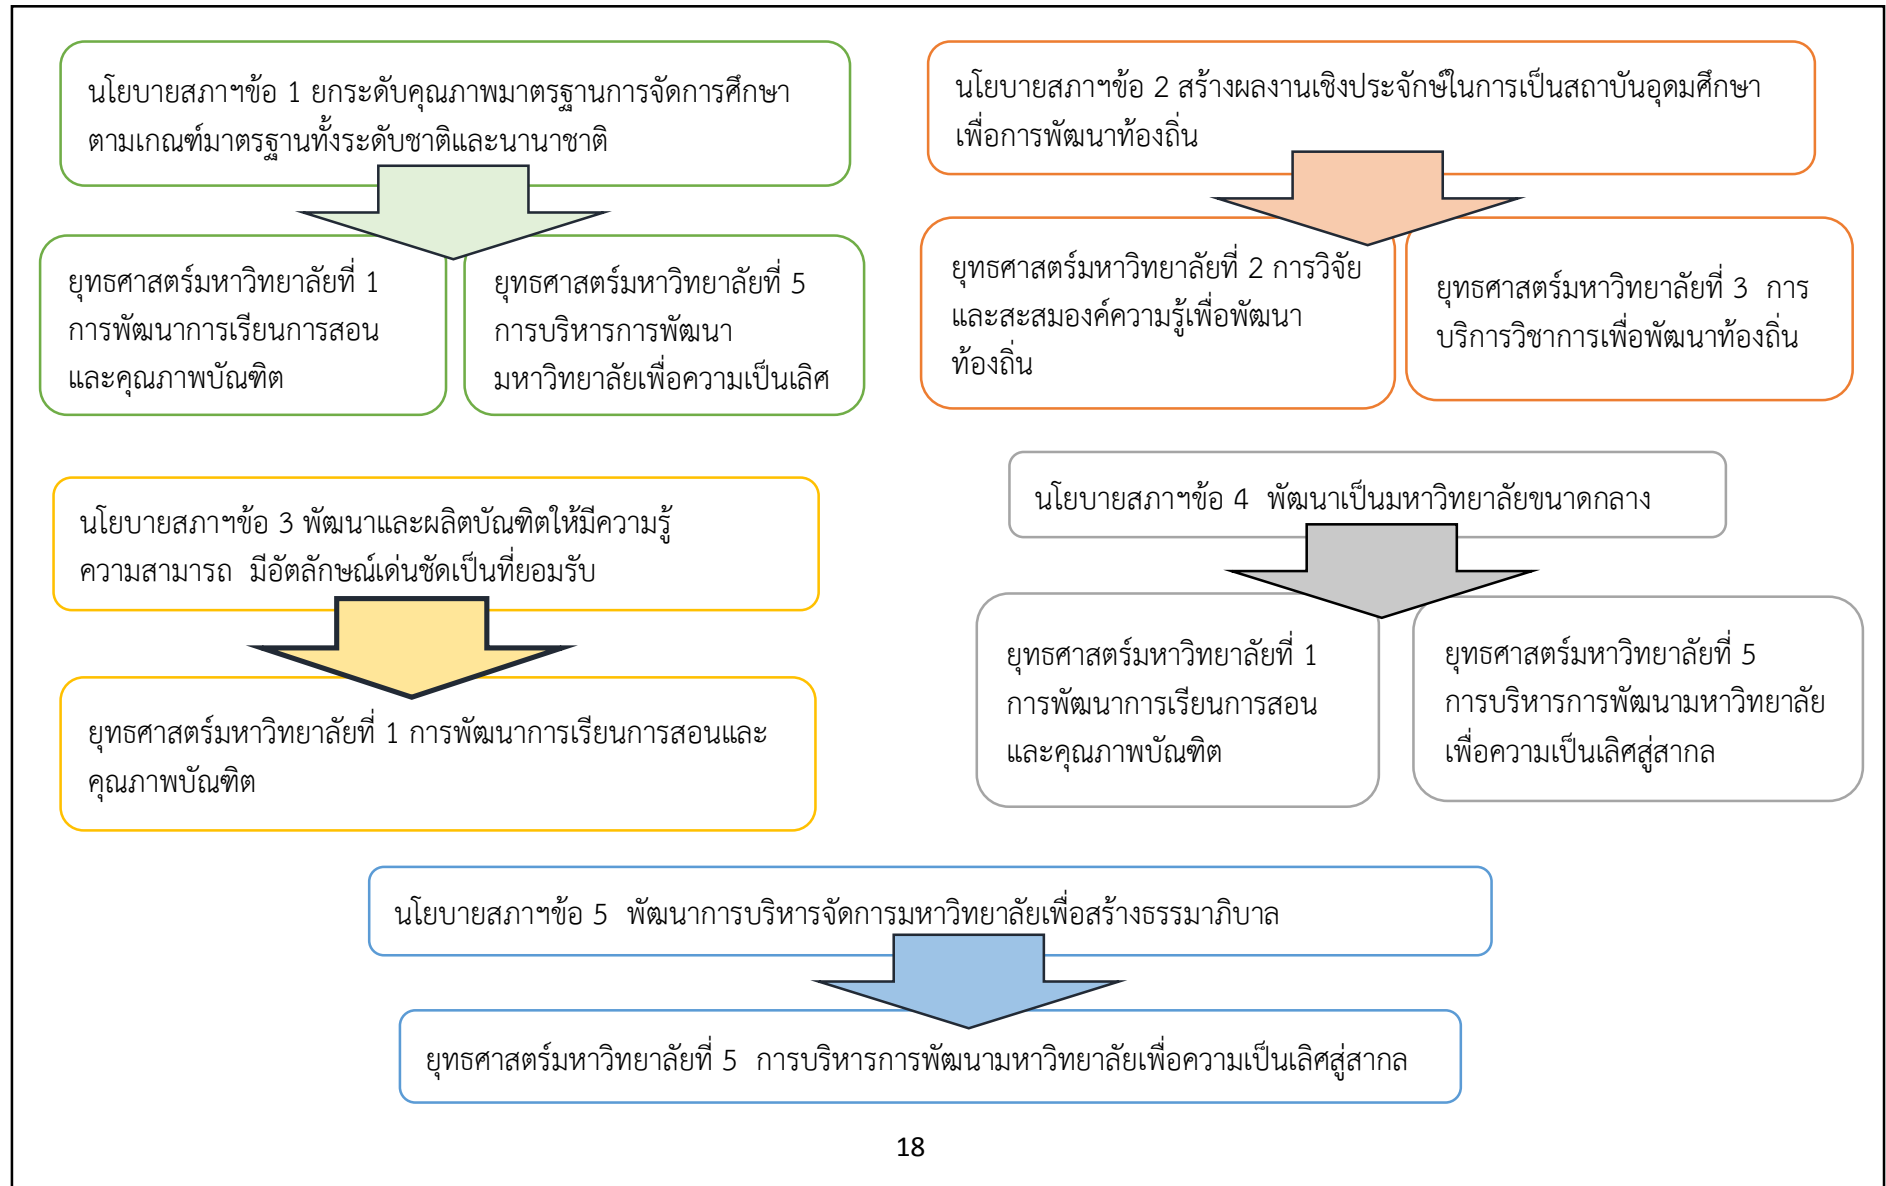 นโยบายสภาฯข้อ 1 ยกระดับคุณภาพมาตรฐานการจัดการศึกษา
ตามเกณฑ์มาตรฐานทั้งระดับชาติและนานาชาติ
ยุทธศาสตร์มหาวิทยาลัยที่ 1
การพัฒนาการเรียนการสอน
และคุณภาพบัณฑิต
ยุทธศาสตร์มหาวิทยาลัยที่ 5
การบริหารการพัฒนา
มหาวิทยาลัยเพื่อความเป็นเลิศ
นโยบายสภาฯข้อ 2 สร้างผลงานเชิงประจักษ์ในการเป็นสถาบันอุดมศึกษา
เพื่อการพัฒนาท้องถิ่น
ยุทธศาสตร์มหาวิทยาลัยที่ 2 การวิจัย
และสะสมองค์ความรู้เพื่อพัฒนา
ท้องถิ่น
ยุทธศาสตร์มหาวิทยาลัยที่ 3 การ
บริการวิชาการเพื่อพัฒนาท้องถิ่น
นโยบายสภาฯข้อ 3 พัฒนาและผลิตบัณฑิตให้มีความรู้
ความสามารถ มีอัตลักษณ์เด่นชัดเป็นที่ยอมรับ
ยุทธศาสตร์มหาวิทยาลัยที่ 1 การพัฒนาการเรียนการสอนและ
คุณภาพบัณฑิต
นโยบายสภาฯข้อ 4 พัฒนาเป็นมหาวิทยาลัยขนาดกลาง
ยุทธศาสตร์มหาวิทยาลัยที่ 1
การพัฒนาการเรียนการสอน
และคุณภาพบัณฑิต
ยุทธศาสตร์มหาวิทยาลัยที่ 5
การบริหารการพัฒนามหาวิทยาลัย
เพื่อความเป็นเลิศสู่สากล
นโยบายสภาฯข้อ 5 พัฒนาการบริหารจัดการมหาวิทยาลัยเพื่อสร้างธรรมาภิบาล
ยุทธศาสตร์มหาวิทยาลัยที่ 5 การบริหารการพัฒนามหาวิทยาลัยเพื่อความเป็นเลิศสู่สากล
18